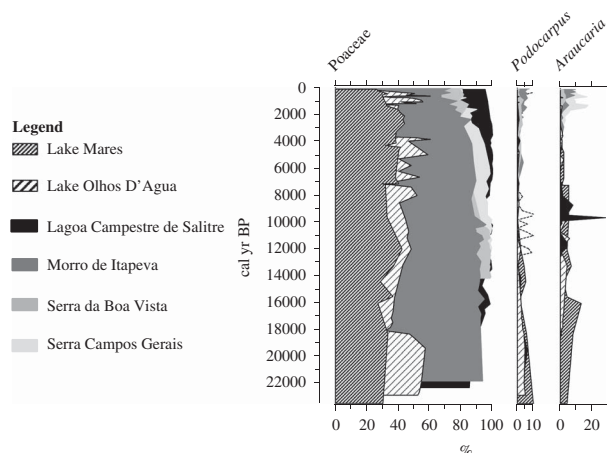 Poaceae
Podocarpus
Araucaria
Legend
Lake Mares
Lake Olhos D'Agua
Lagoa Campestre de Salitre
Morro de Itapeva
Serra da Boa Vista
Serra Campos Gerais
cal yr BP
0
2000
4000
6000
8000
10000
12000
14000
16000
18000
20000
22000
0 20 40 60 80 100 0 10 0 20
%